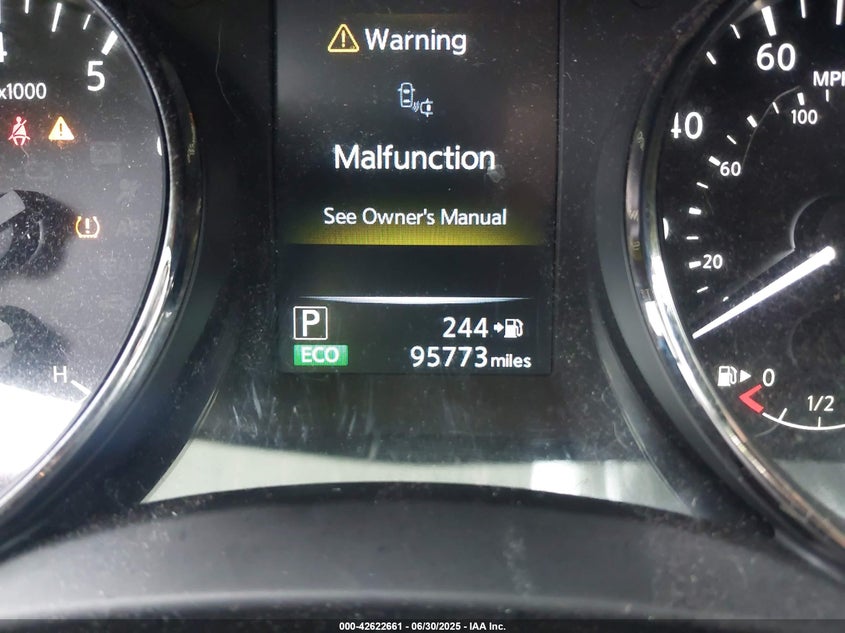 5
x1000
Warning
Malfunction
See Owner's Manual
P
244
ECO
95773 miles
H
60
MPH
100
40
60
20
0
1/2
000-42622661 - 06/30/2025 - IAA Inc.